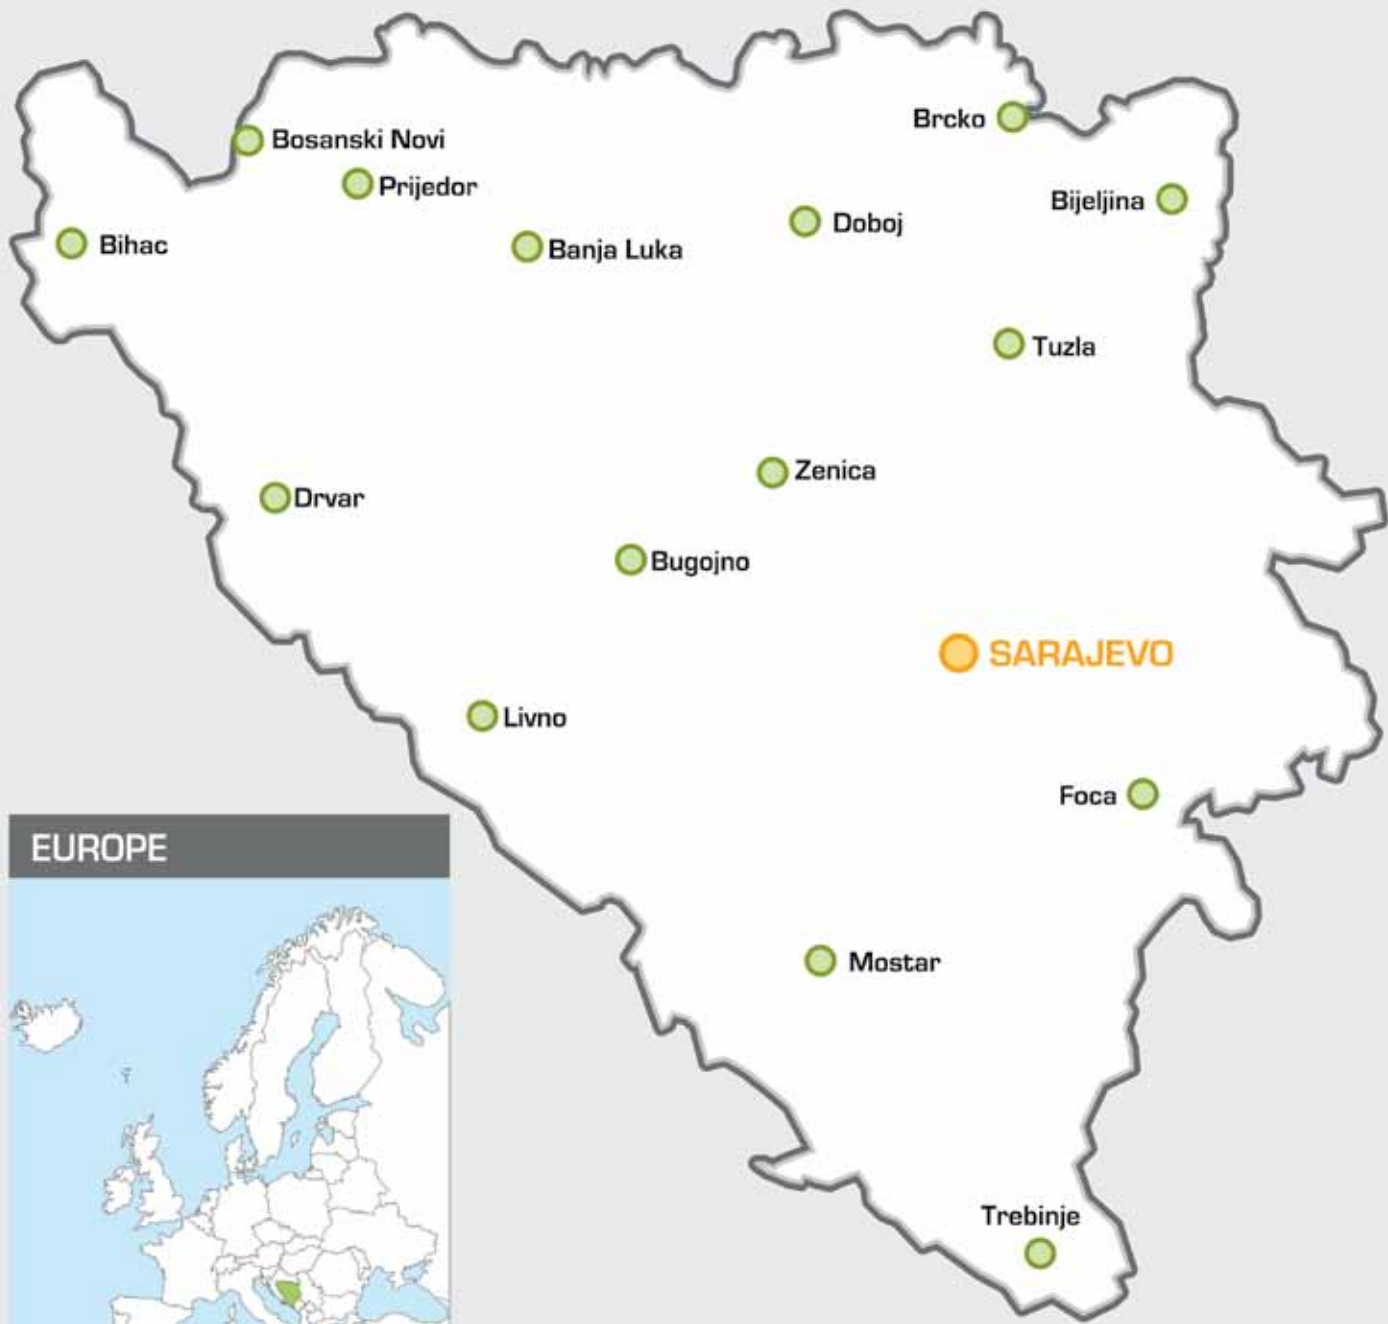 Brcko
Bosanski Novi
Prijedor
Bijeljina
Doboj
Bihac
Banja Luka
Tuzla
Zenica
Drvar
Bugojno
SARAJEVO
Livno
Foca
EUROPE
Mostar
Trebinje